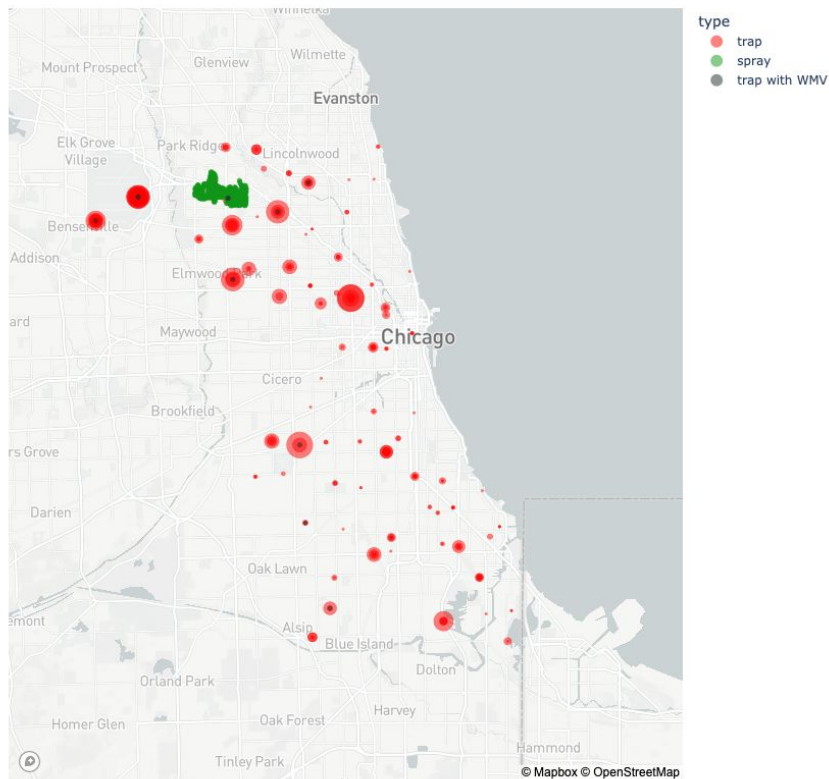 Winnetka
type
trap
spray
trap with WMV
Glenview
Wilmette
Mount Prospect
Evanston
Elk Grove
Village
Park Ridge
Lincolnwood
Bensenville
Addison
Elmwood Park
Maywood
Chicago
Cicero
Brookfield
Darien
Oak Lawn
Alsip
Blue Island
Dolton
Orland Park
Harvey
Homer Glen
Oak Forest
Hammond
Tinley Park
© Mapbox © OpenStreetMap